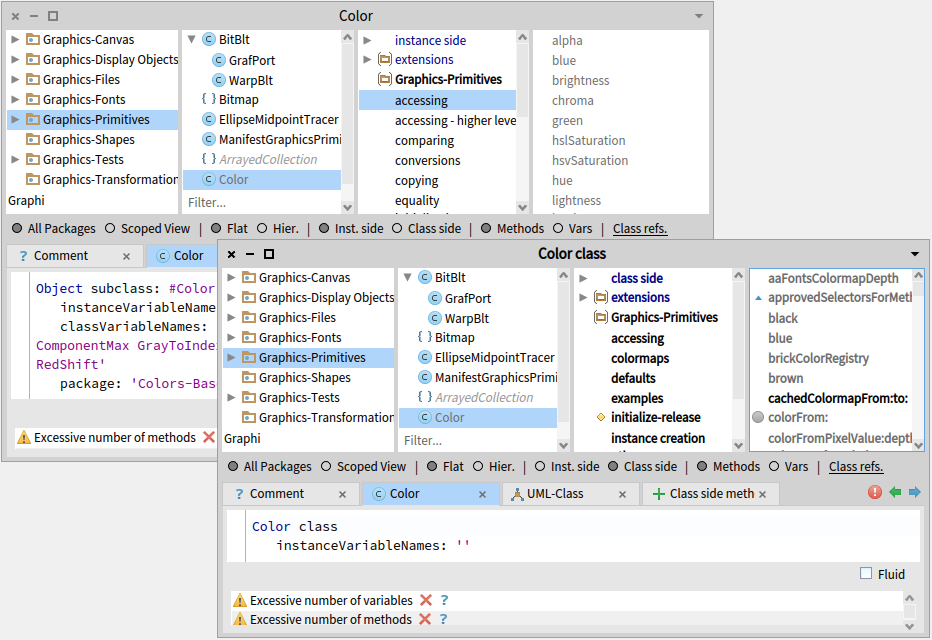 Color
Graphics-Canvas
Graphics-Display Objects
Graphics-Files
Graphics-Fonts
Graphics-Primitives
Graphics-Shapes
Graphics-Tests
Graphics-Transformation
Graphi
BitBlt
GrafPort
WarpBlt
Bitmap
EllipseMidpointTracer
ManifestGraphicsPrimi
ArrayedCollection
Color
Filter...
instance side
extensions
Graphics-Primitives
accessing
accessing - higher leve
comparing
conversions
copying
equality
alpha
blue
brightness
chroma
green
hslSaturation
hsvSaturation
hue
lightness
All Packages Scoped View | Flat Hier. | Inst. side Class side | Methods Vars | Class refs.
? Comment × Color
Object subclass: #Color
instanceVariableName
classVariableNames:
ComponentMax GrayToInde
RedShift'
package: 'Colors-Bas
Excessive number of methods
Color class
Graphics-Canvas
Graphics-Display Objects
Graphics-Files
Graphics-Fonts
Graphics-Primitives
Graphics-Shapes
Graphics-Tests
Graphics-Transformation
Graphi
BitBlt
GrafPort
WarpBlt
Bitmap
EllipseMidpointTracer
ManifestGraphicsPrimi
ArrayedCollection
Color
Filter...
class side
extensions
Graphics-Primitives
accessing
colormaps
defaults
examples
initialize-release
instance creation
aaFontsColormapDepth
approvedSelectorsForMeth
black
blue
brickColorRegistry
brown
cachedColormapFrom:to:
colorFrom:
colorFromPixelValue:depth
All Packages Scoped View | Flat Hier. | Inst. side Class side | Methods Vars | Class refs.
? Comment × Color × UML-Class × Class side meth ×
Color class
instanceVariableNames: ''
Fluid
Excessive number of variables ?
Excessive number of methods ?